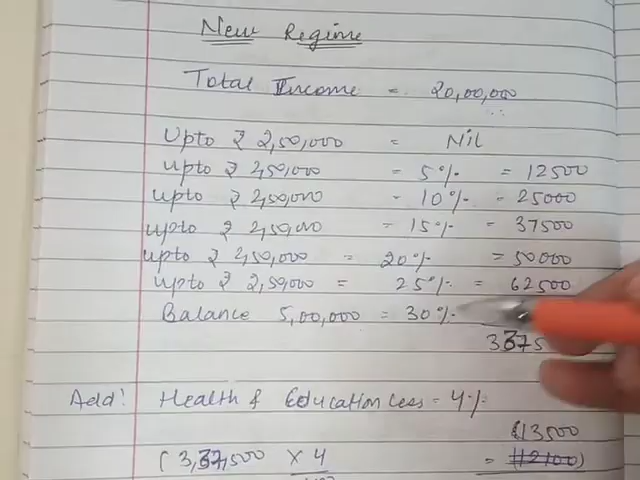 New Regime
Total Income = 20,00,000
Upto ₹ 2,50,000 = Nil
upto ₹ 2,50,000 = 5% = 12500
upto ₹ 2,50,000 - 10% = 25000
upto ₹ 2,50,000 = 15% = 37500
upto ₹ 2,50,000 = 20% = 50000
upto ₹ 2,50,000 = 25% = 62500
Balance 5,00,000 = 30%
3375
Add! Health & Education Cess = 4%
13500
(3,37,500 X 4 = 12100)